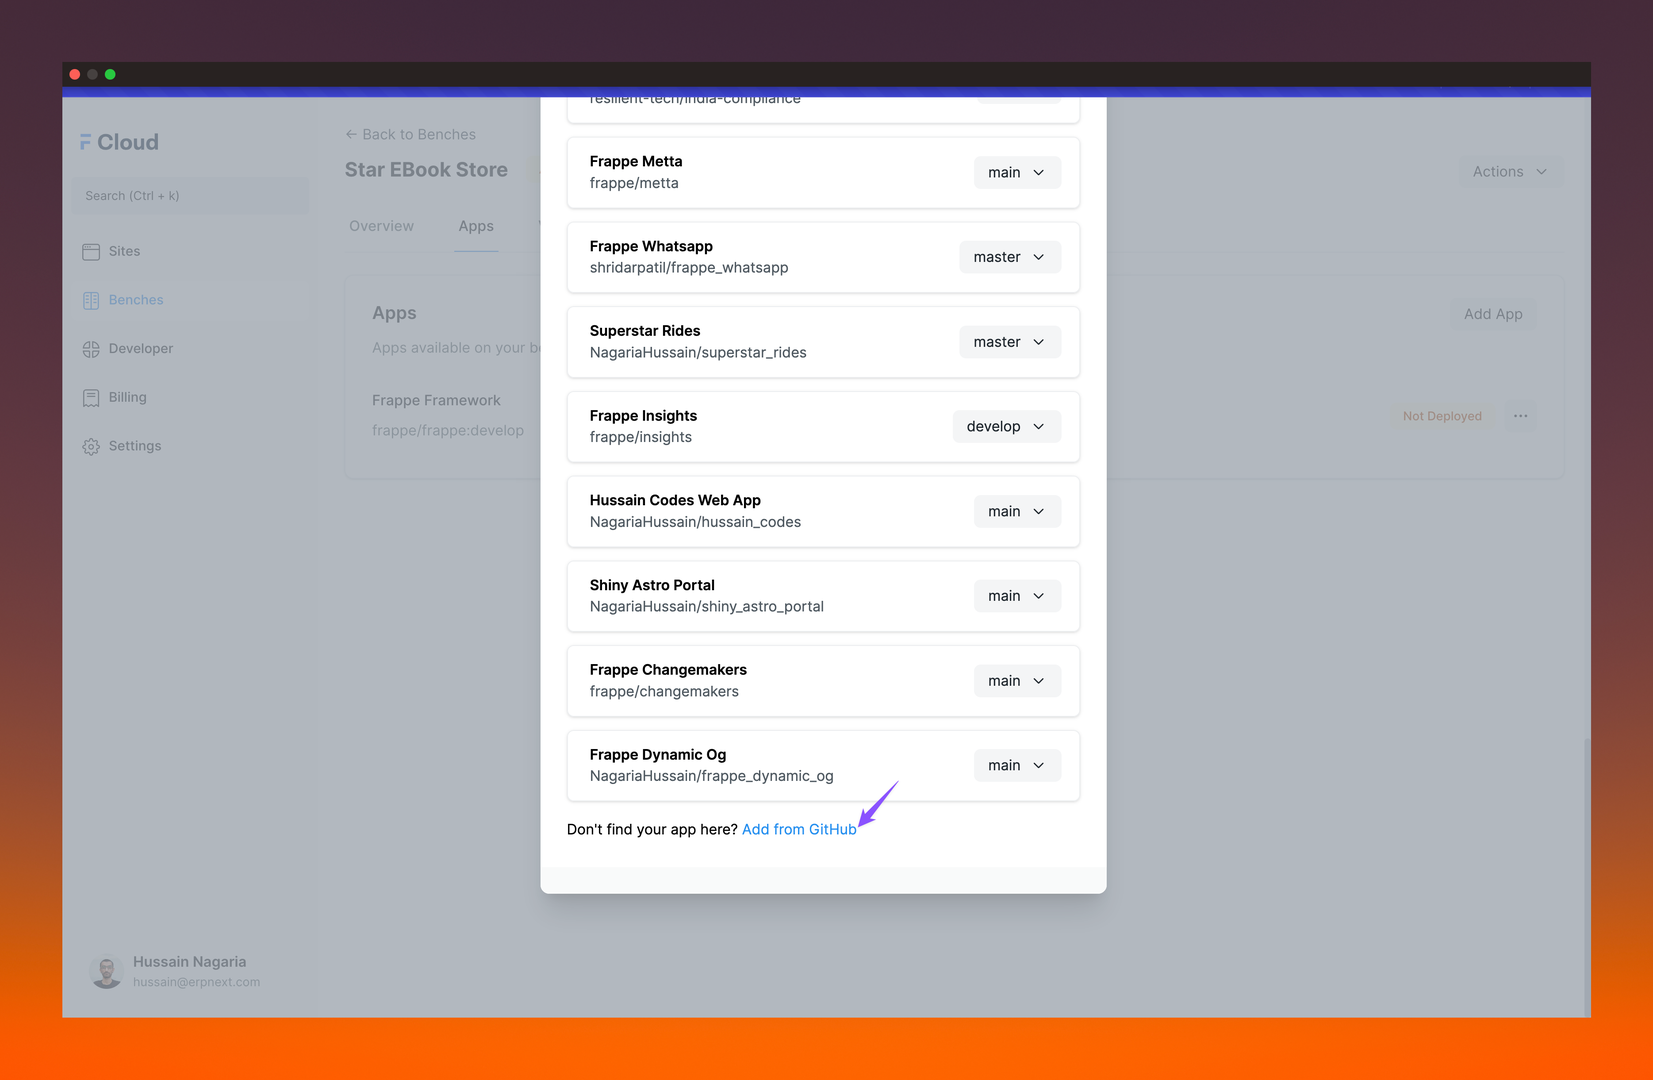 Cloud
Search (Ctrl + k)
Sites
Benches
Developer
Billing
Settings
Hussain Nagaria
hussain@erpnext.com
← Back to Benches
Star EBook Store
Actions
Overview
Apps
Apps
Apps available on your
Add App
Frappe Framework
frappe/frappe:develop
Not Deployed
resilient-tech/india-compliance
Frappe Metta
frappe/metta
main
Frappe Whatsapp
shridarpatil/frappe_whatsapp
master
Superstar Rides
NagariaHussain/superstar_rides
master
Frappe Insights
frappe/insights
develop
Hussain Codes Web App
NagariaHussain/hussain_codes
main
Shiny Astro Portal
NagariaHussain/shiny_astro_portal
main
Frappe Changemakers
frappe/changemakers
main
Frappe Dynamic Og
NagariaHussain/frappe_dynamic_og
main
Don't find your app here? Add from GitHub